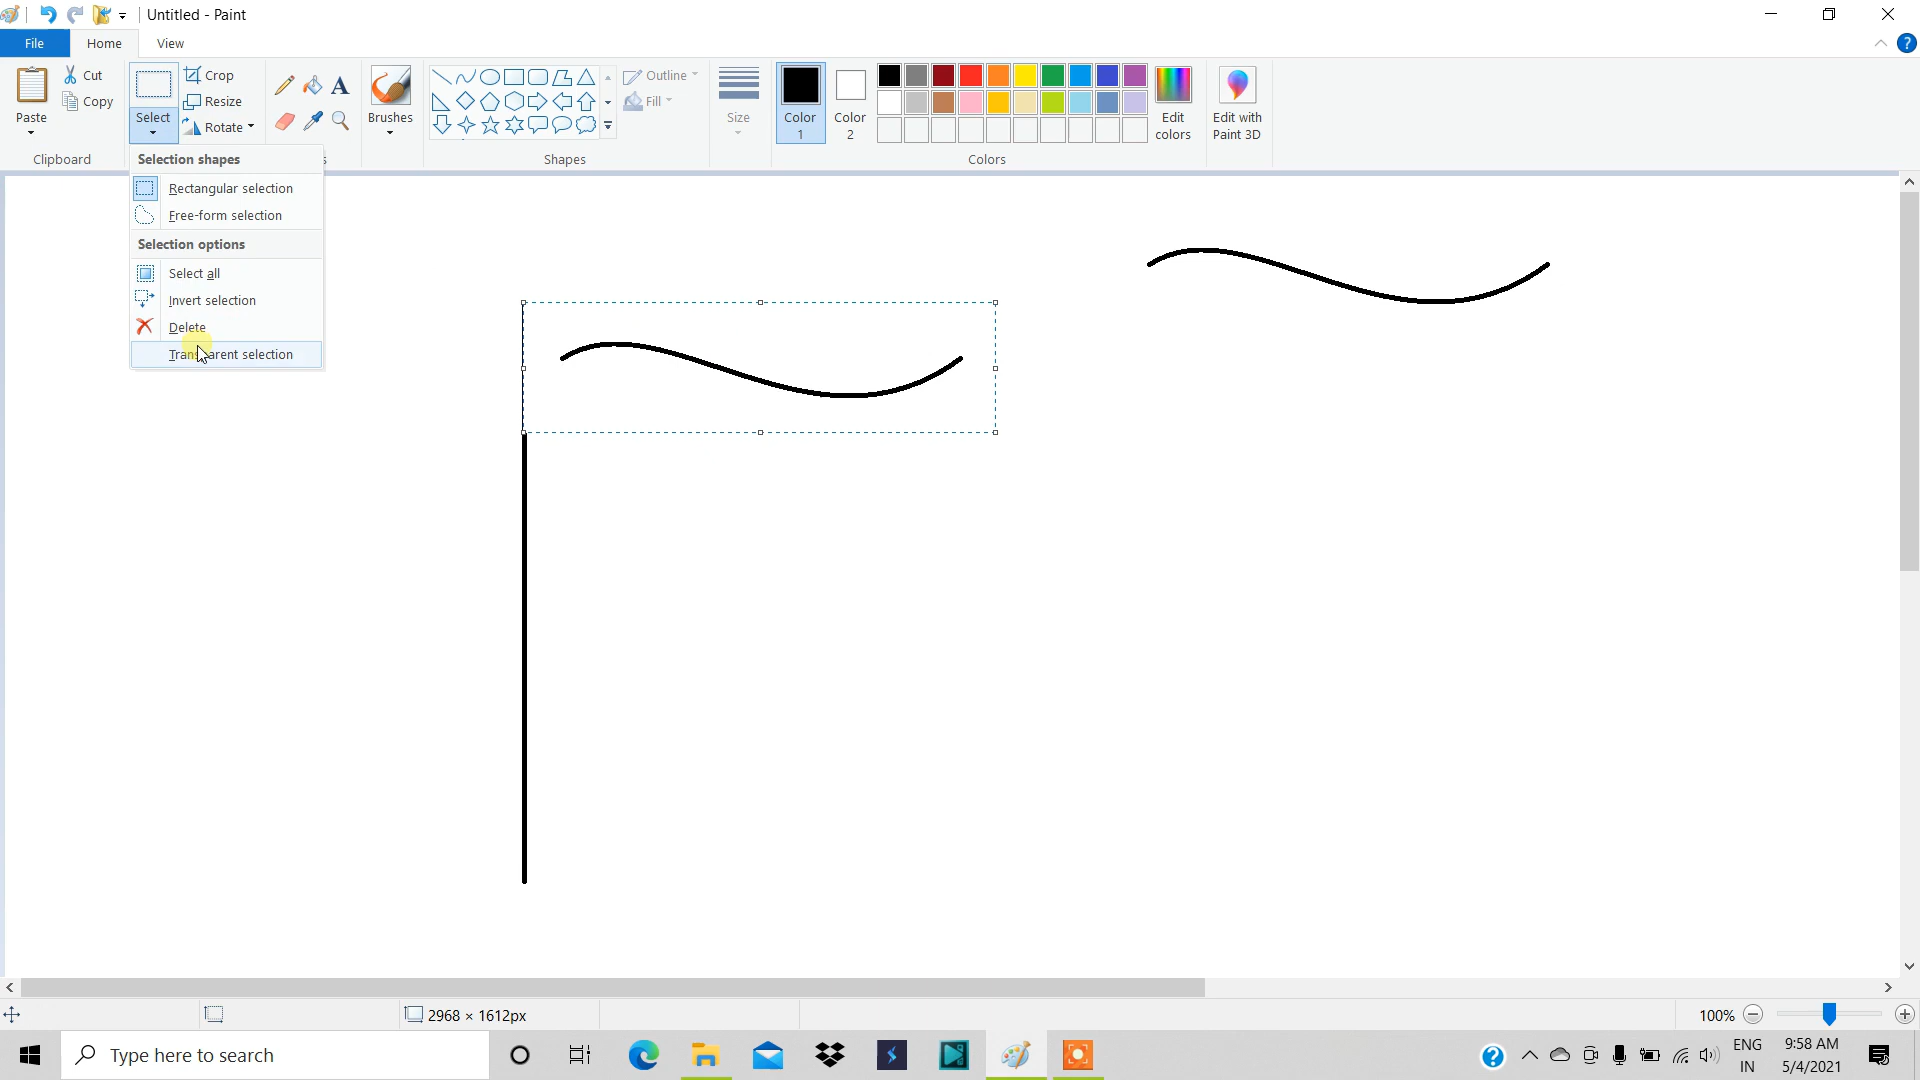 Untitled - Paint
File Home View
Paste
Cut
Copy
Clipboard
Select
Crop
Resize
Rotate
A
Brushes
Shapes
Outline
Fill
Size
Color 1
Color 2
Colors
Edit colors
Edit with Paint 3D
Selection shapes
Rectangular selection
Free-form selection
Selection options
Select all
Invert selection
Delete
Transparent selection
2968 × 1612px
100%
Type here to search
ENG
IN
9:58 AM
5/4/2021